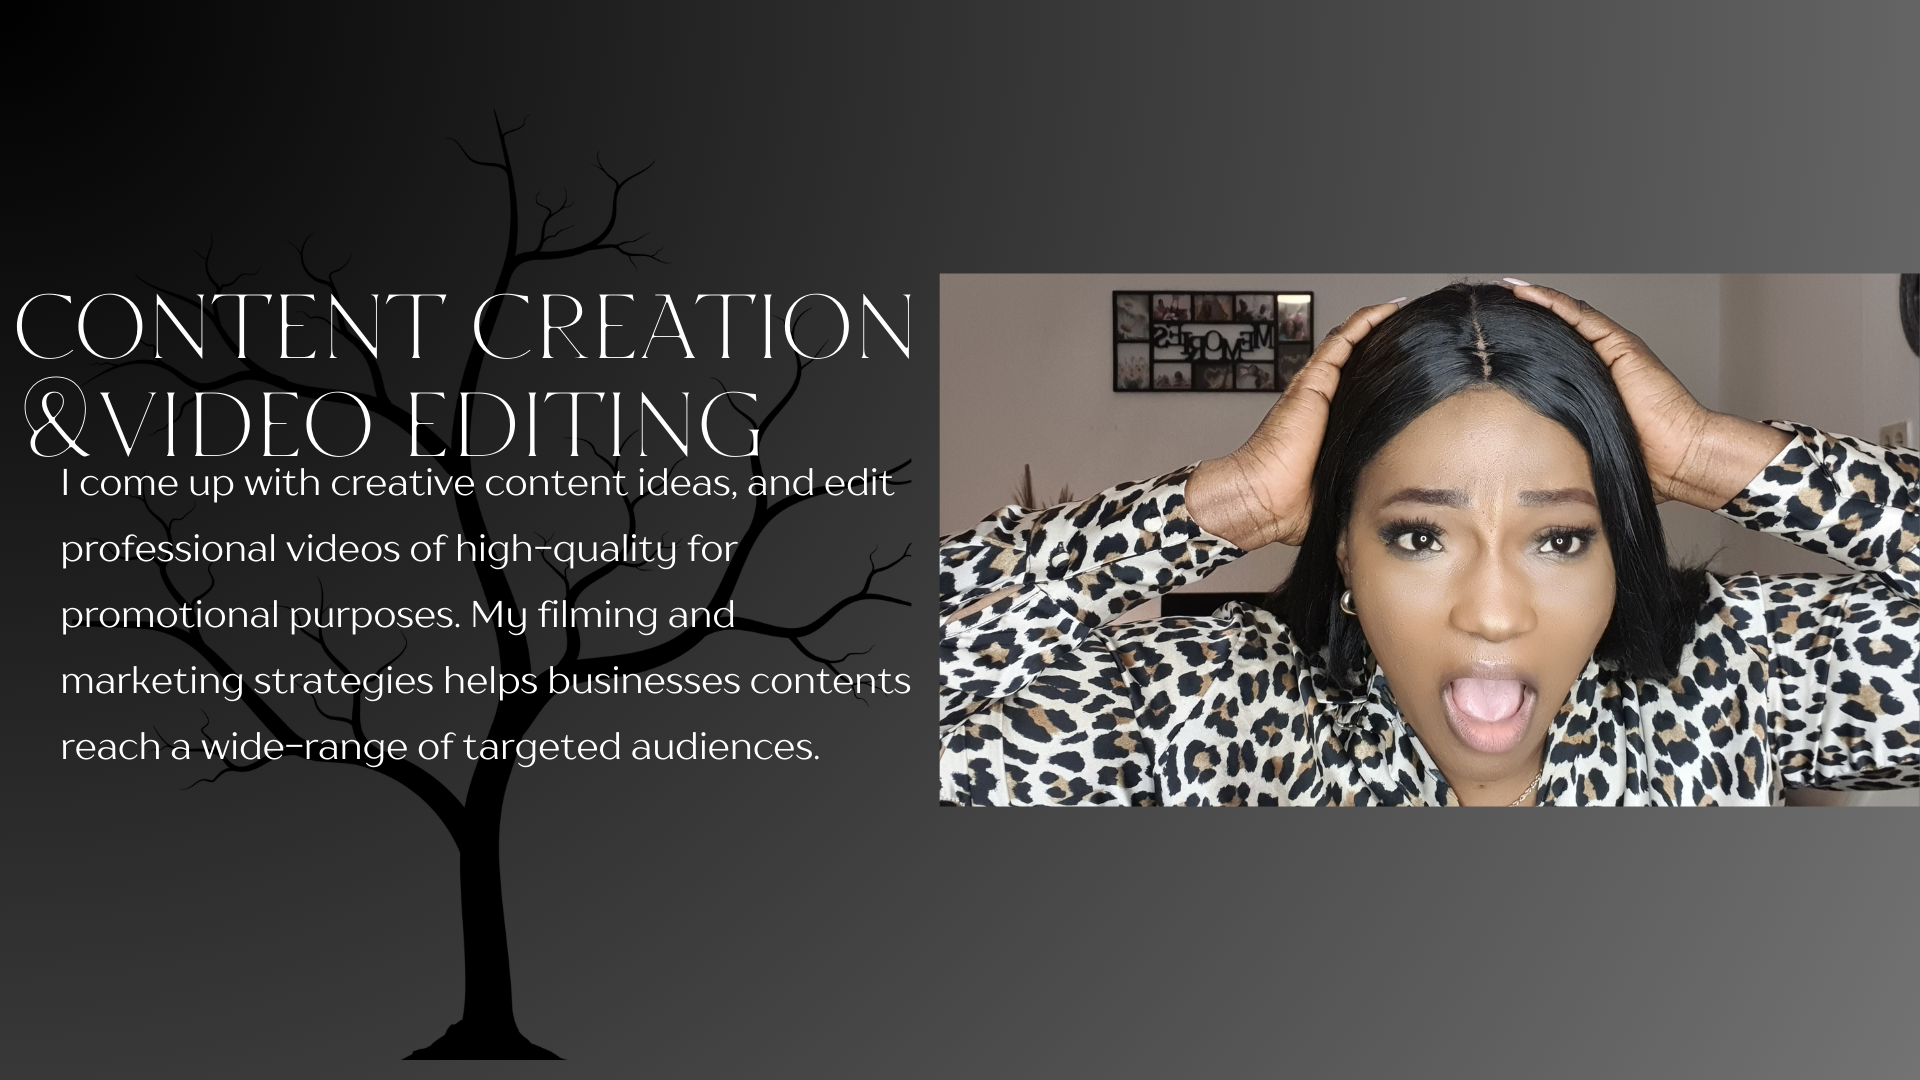 CONTENT CREATION
&VIDEO EDITING
I come up with creative content ideas, and edit
professional videos of high-quality for
promotional purposes. My filming and
marketing strategies helps businesses contents
reach a wide-range of targeted audiences.
MEMORIES